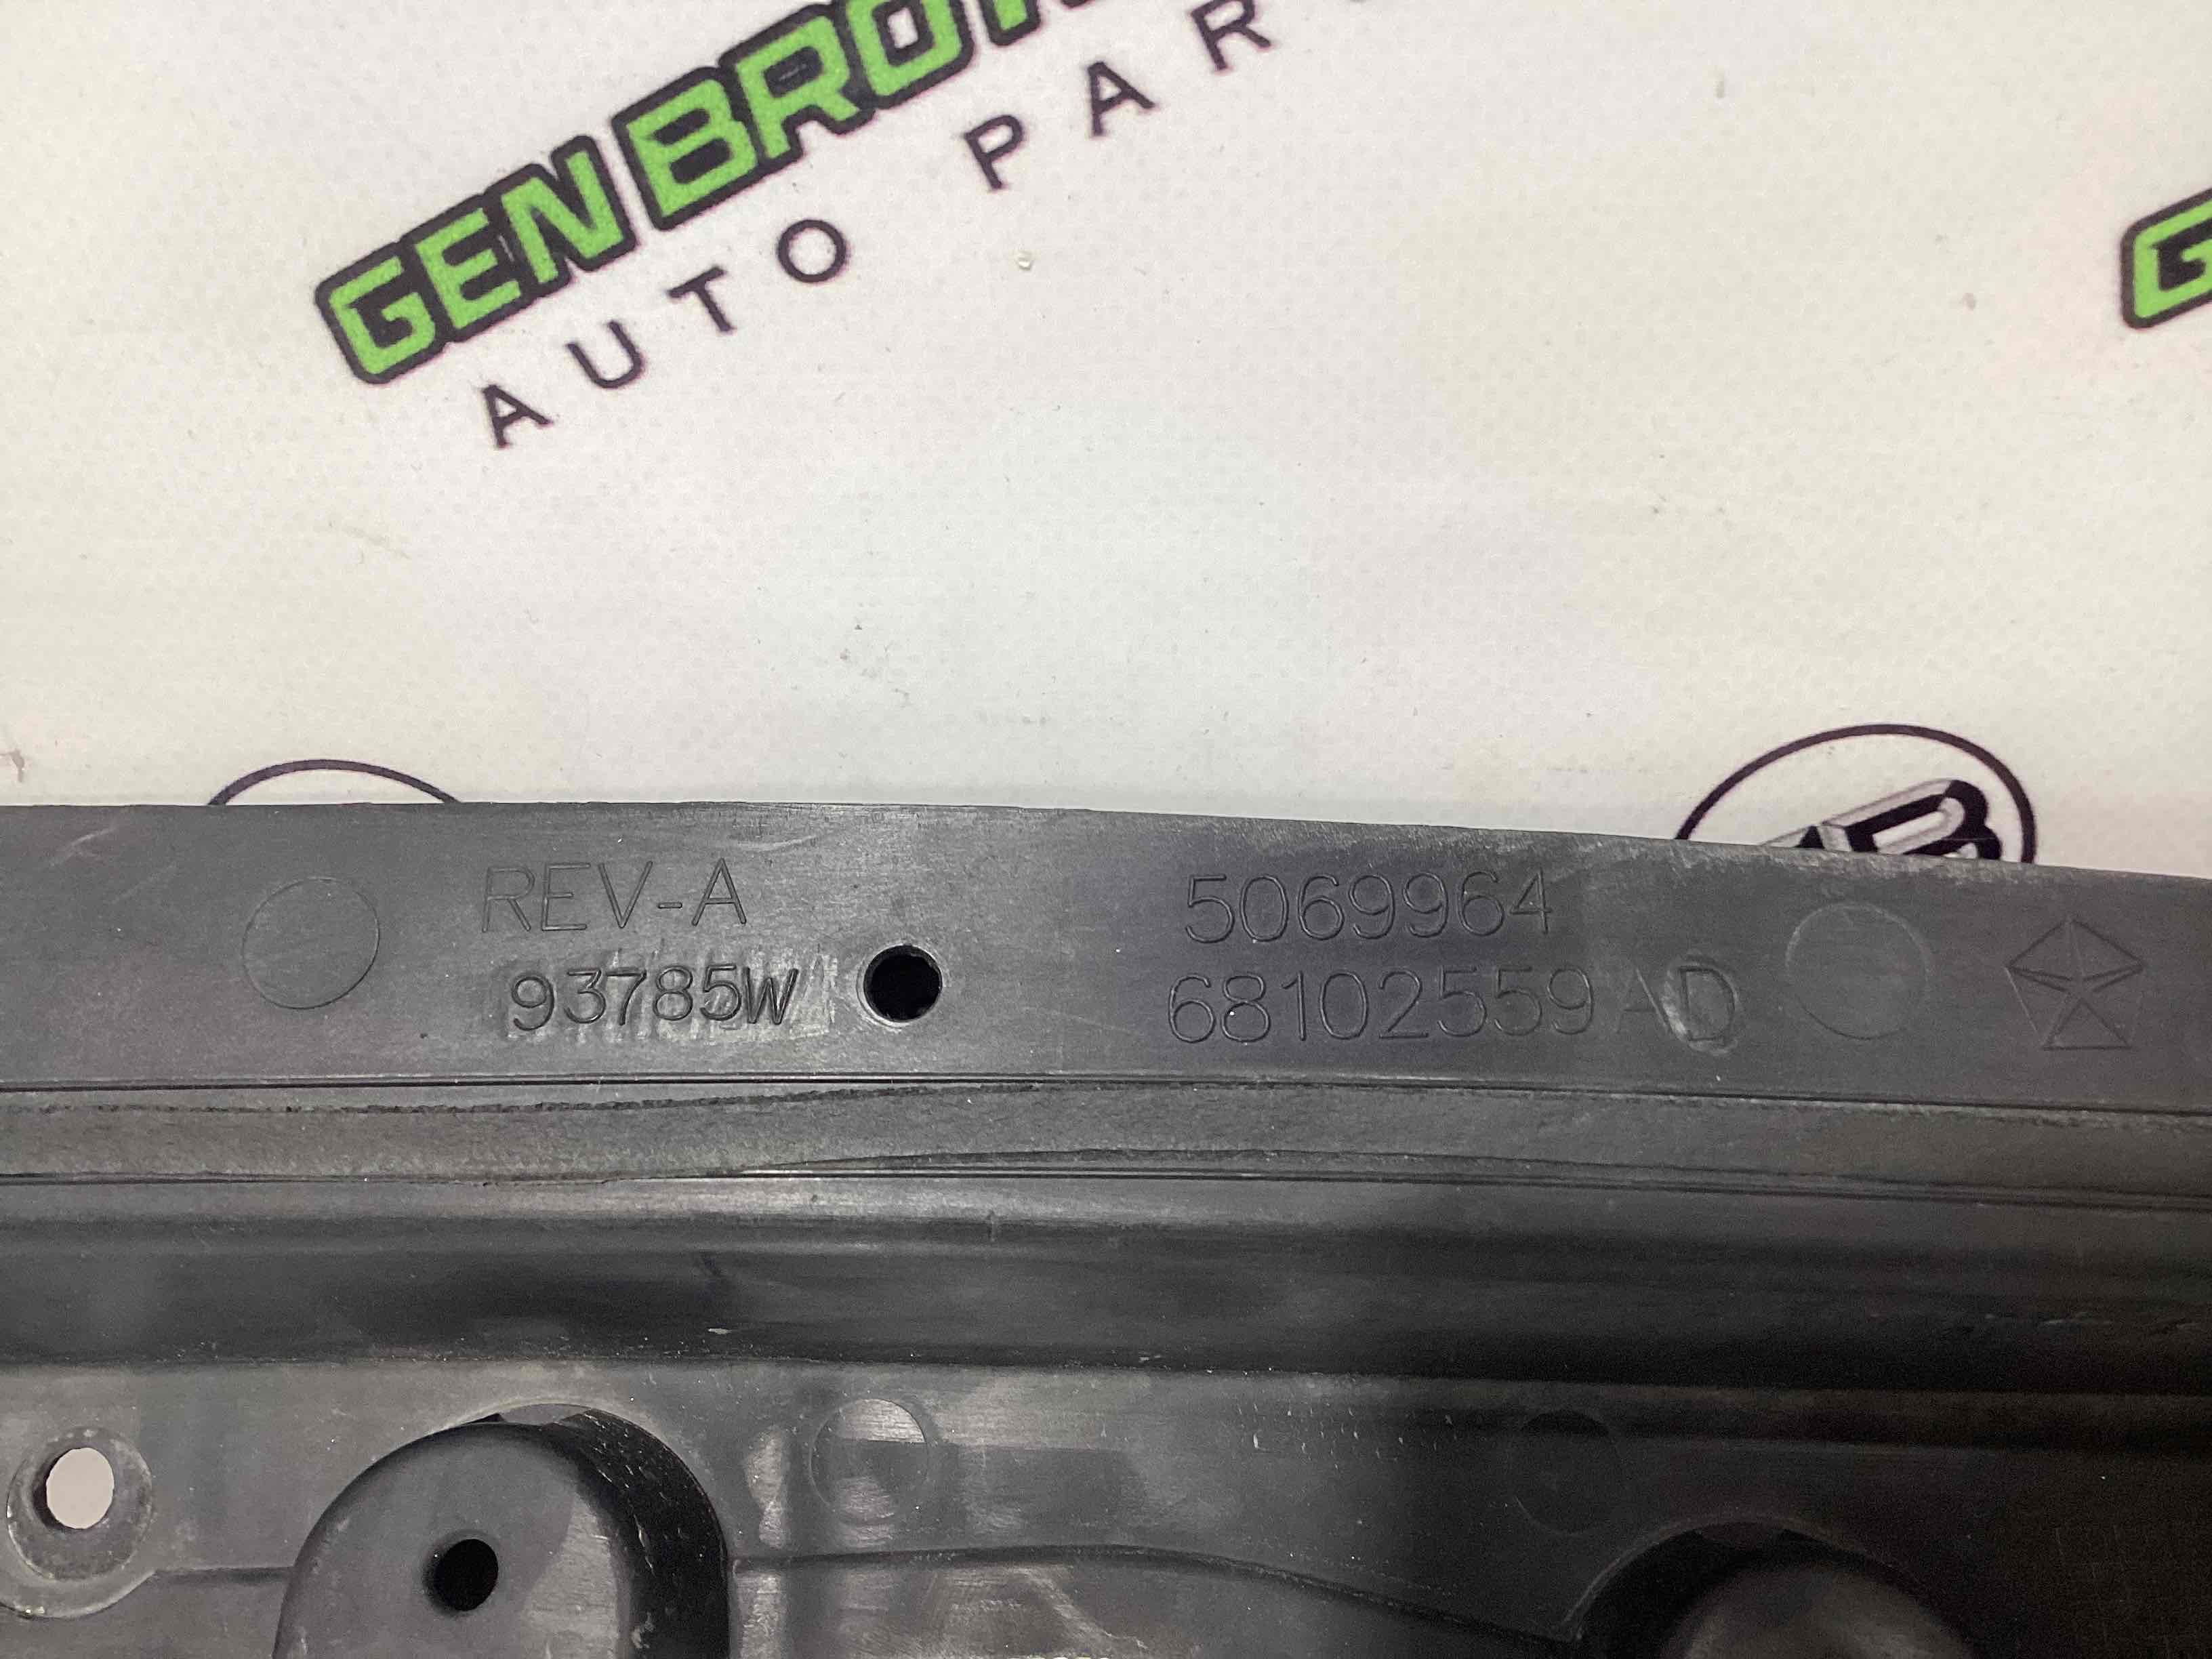 GEN BRO
AUTO PAR
G
REV-A
93785W
5069964
68102559AD